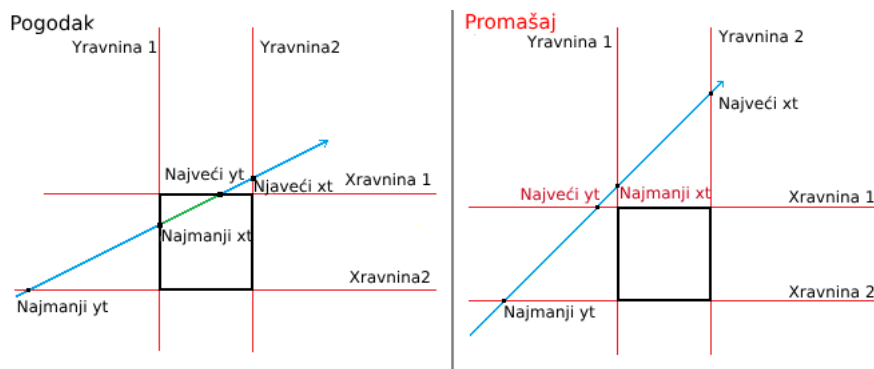 Pogodak
Yravnina 1
Yravnina2
Najveći yt
Njaveći xt
Xravnina 1
Najmanji xt
Xravnina2
Najmanji yt
Promašaj
Yravnina 1
Yravnina 2
Najveći xt
Najveći yt
Najmanji xt
Xravnina 1
Xravnina 2
Najmanji yt